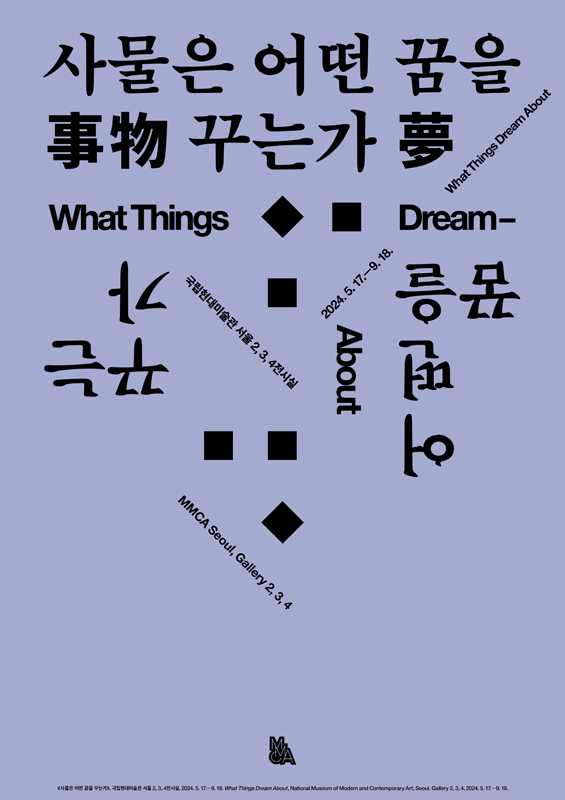 사물은 어떤 꿈을
事物 꾸는가 夢
What Things Dream About
What Things ◆ ■ Dream–
가
꾸는
국립현대미술관 서울 2, 3, 4전시실
2024. 5. 17.–9. 18.
About
꿈을
떤
어
MMCA Seoul, Gallery 2, 3, 4
MMCA
《사물은 어떤 꿈을 꾸는가》, 국립현대미술관 서울 2, 3, 4전시실, 2024. 5. 17.– 9. 18. What Things Dream About, National Museum of Modern and Contemporary Art, Seoul. Gallery 2, 3, 4, 2024. 5. 17.–9. 18.